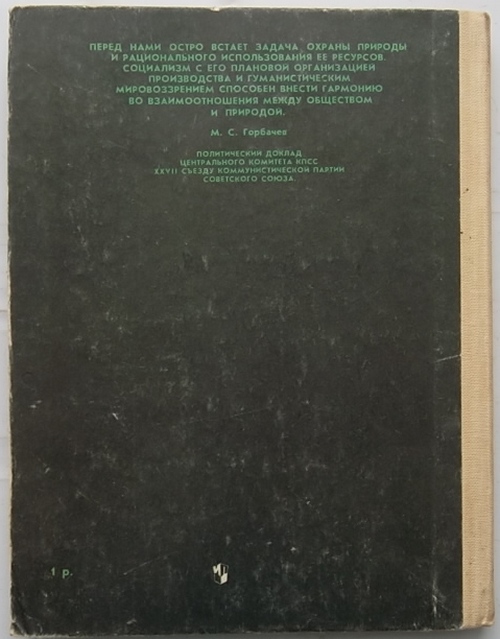 ПЕРЕД НАМИ ОСТРО ВСТАЕТ ЗАДАЧА ОХРАНЫ ПРИРОДЫ
И РАЦИОНАЛЬНОГО ИСПОЛЬЗОВАНИЯ ЕЕ РЕСУРСОВ.
СОЦИАЛИЗМ С ЕГО ПЛАНОВОЙ ОРГАНИЗАЦИЕЙ
ПРОИЗВОДСТВА И ГУМАНИСТИЧЕСКИМ
МИРОВОЗЗРЕНИЕМ СПОСОБЕН ВНЕСТИ ГАРМОНИЮ
ВО ВЗАИМООТНОШЕНИЯ МЕЖДУ ОБЩЕСТВОМ
И ПРИРОДОЙ.
М. С. Горбачев
ПОЛИТИЧЕСКИЙ ДОКЛАД
ЦЕНТРАЛЬНОГО КОМИТЕТА КПСС
XXVII СЪЕЗДУ КОММУНИСТИЧЕСКОЙ ПАРТИИ
СОВЕТСКОГО СОЮЗА.
1 р.